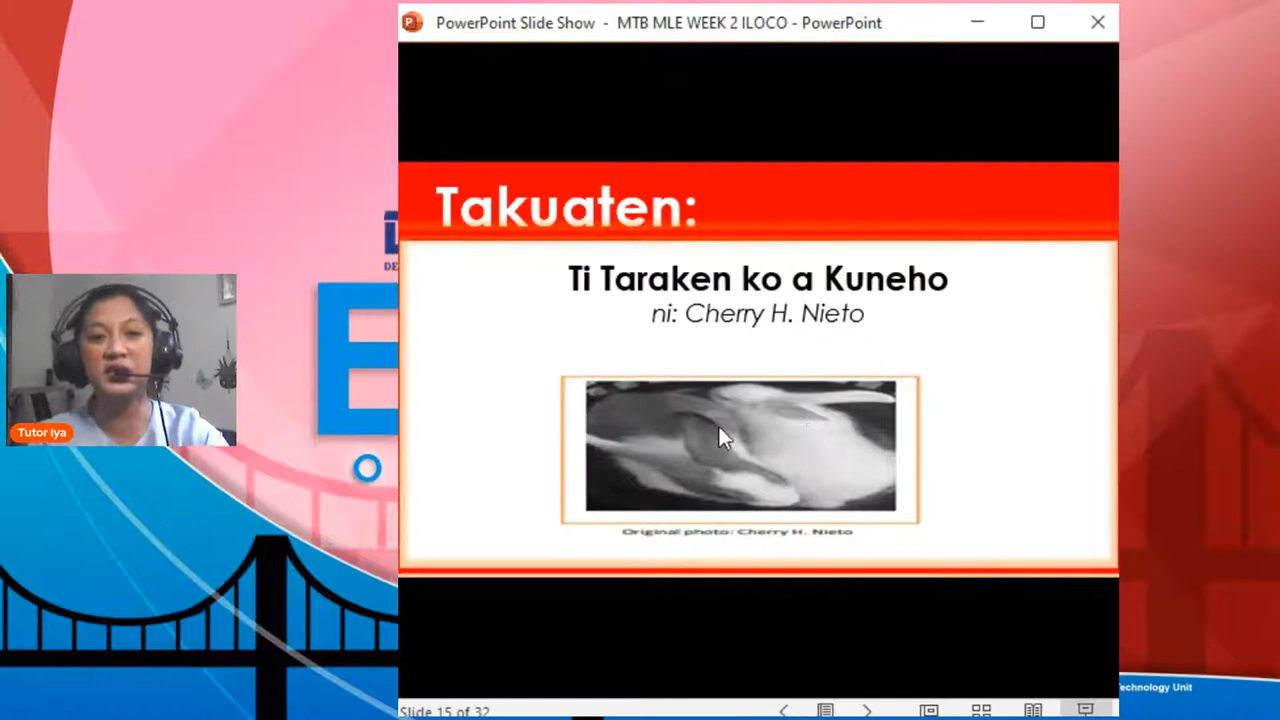 PowerPoint Slide Show - MTB MLE WEEK 2 ILOCO - PowerPoint
Takuaten:
Ti Taraken ko a Kuneho
ni: Cherry H. Nieto
Original photo: Cherry H. Nieto
Tutor Iya
DE
E
Technology Unit
Slide 15 of 32